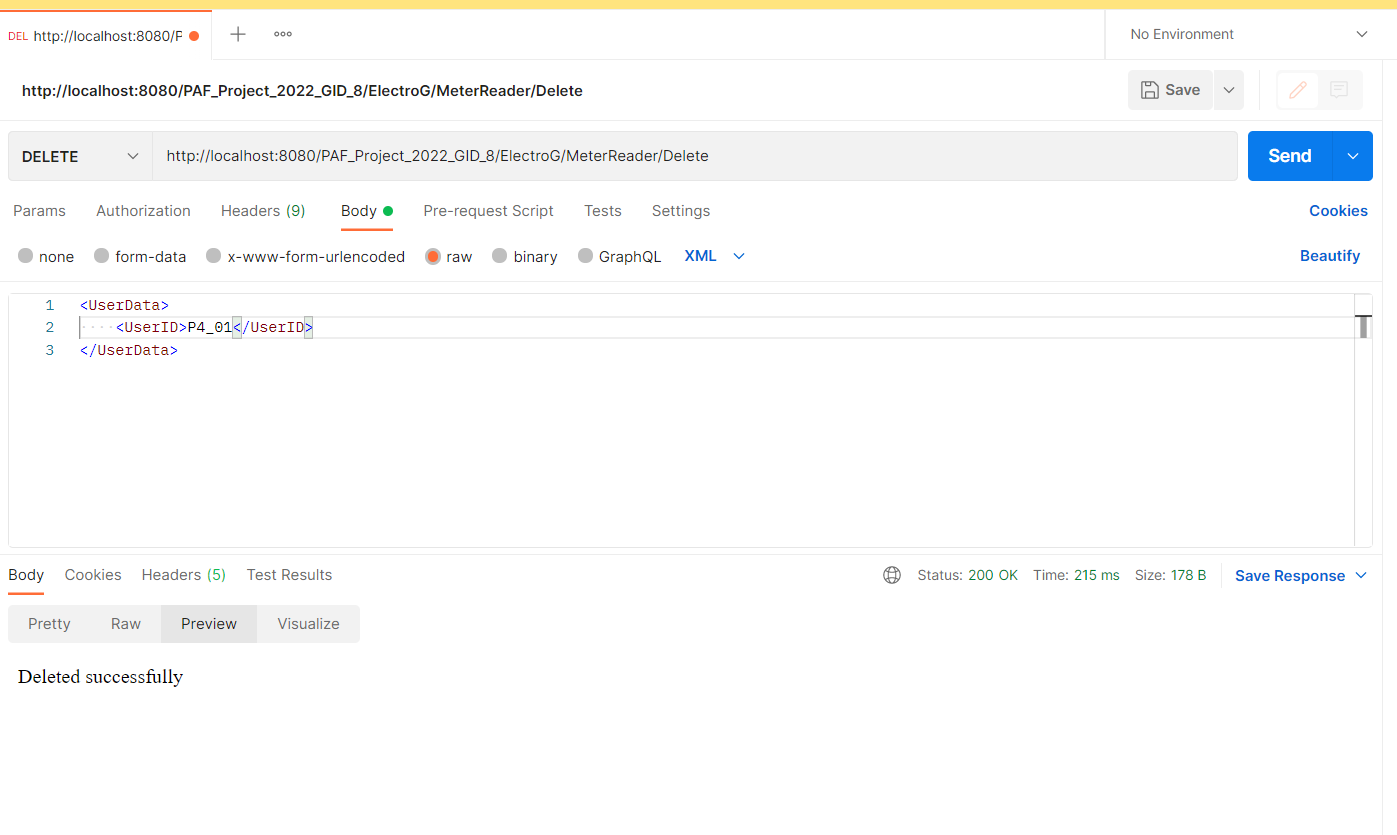 DEL http://localhost:8080/P
No Environment
http://localhost:8080/PAF_Project_2022_GID_8/ElectroG/MeterReader/Delete
Save
DELETE
http://localhost:8080/PAF_Project_2022_GID_8/ElectroG/MeterReader/Delete
Send
Params Authorization Headers (9) Body Pre-request Script Tests Settings Cookies
none form-data x-www-form-urlencoded raw binary GraphQL XML Beautify
1 <UserData>
2 ····<UserID>P4_01</UserID>
3 </UserData>
Body Cookies Headers (5) Test Results Status: 200 OK Time: 215 ms Size: 178 B Save Response
Pretty Raw Preview Visualize
Deleted successfully